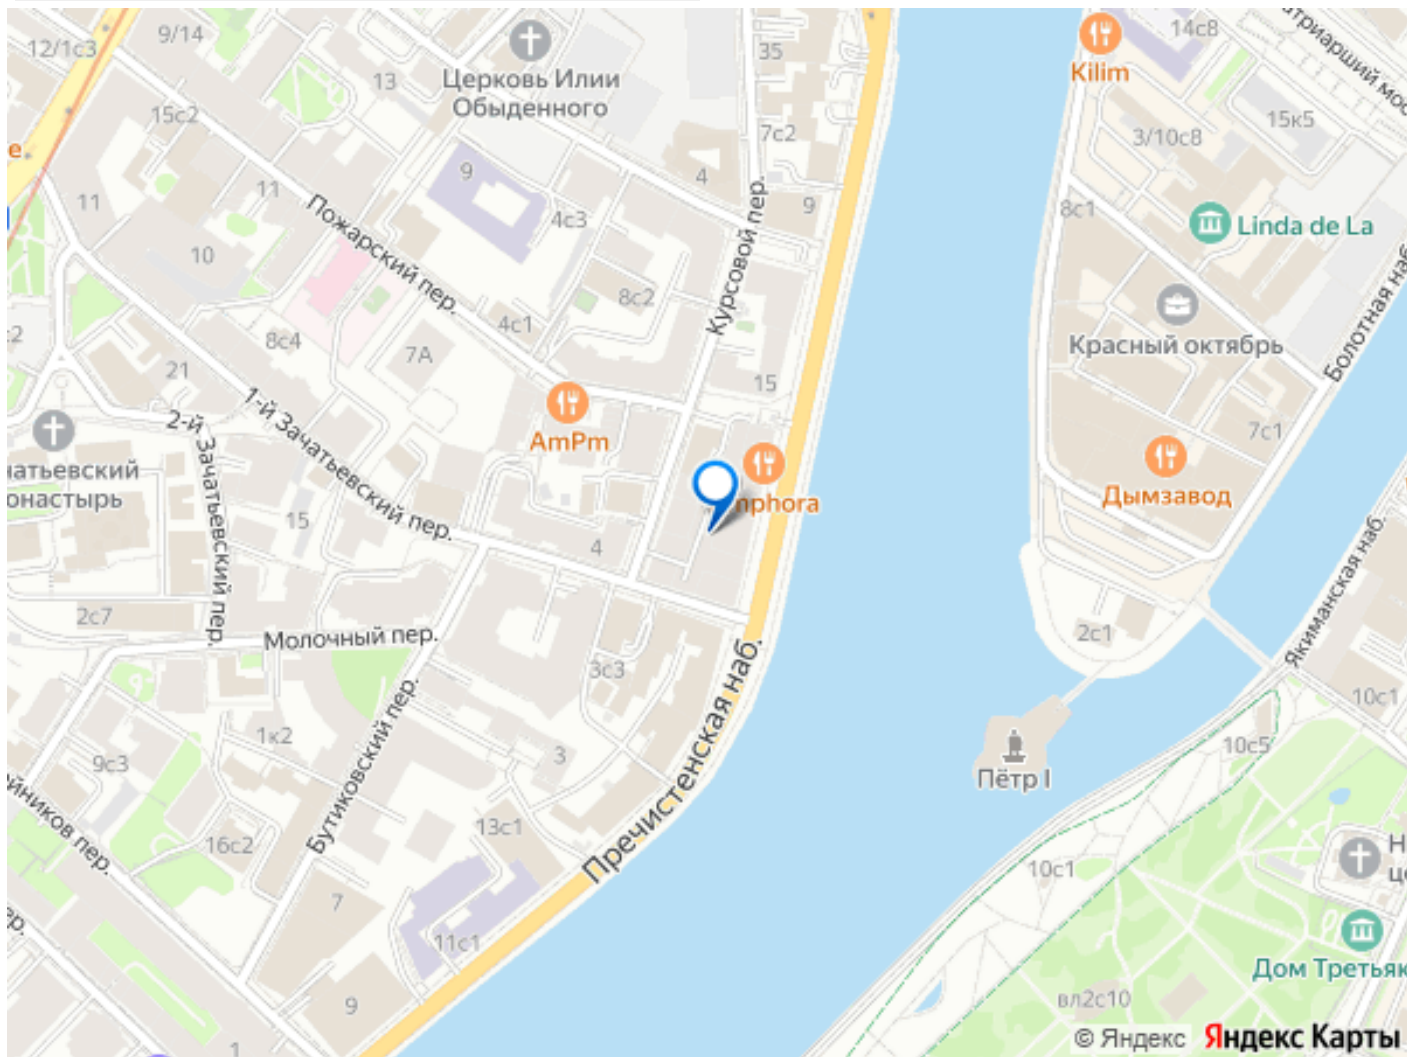 12/1с3
9/14
35
14с8
Kilim
13
Церковь Илии
Обыденного
15с2
7с2
3/10с8
15к5
9
4
11
11
4с3
9
8с1
Linda de La
Пожарский пер.
Курсовой пер.
10
8с2
4с1
Красный октябрь
Болотная наб.
8с4
7А
21
15
1-й Зачатьевский пер.
2-й Зачатьевский пер.
AmPm
7с1
Дымзавод
15
4
2с7
Молочный пер.
Якиманская наб.
2с1
3с3
10с1
Пречистенская наб.
Бутиковский пер.
1к2
3
10с5
9с3
Пётр I
13с1
16с2
10с1
7
11с1
9
Дом Третьяк
вл2с10
1
© Яндекс Яндекс Карты